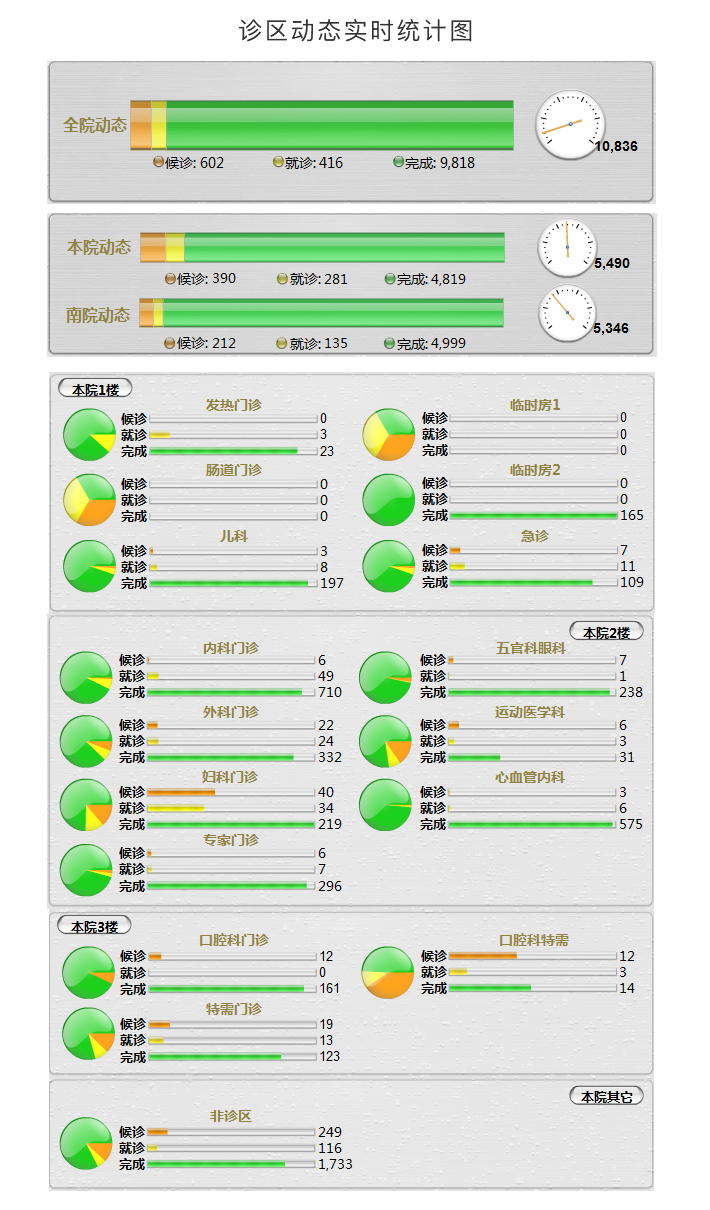 诊区动态实时统计图
全院动态
10,836
候诊: 602 就诊: 416 完成: 9,818
本院动态
5,490
候诊: 390 就诊: 281 完成: 4,819
南院动态
5,346
候诊: 212 就诊: 135 完成: 4,999
本院1楼
发热门诊
候诊 0
就诊 3
完成 23
临时房1
候诊 0
就诊 0
完成 0
肠道门诊
候诊 0
就诊 0
完成 0
临时房2
候诊 0
就诊 0
完成 165
儿科
候诊 3
就诊 8
完成 197
急诊
候诊 7
就诊 11
完成 109
本院2楼
内科门诊
候诊 6
就诊 49
完成 710
五官科眼科
候诊 7
就诊 1
完成 238
外科门诊
候诊 22
就诊 24
完成 332
运动医学科
候诊 6
就诊 3
完成 31
妇科门诊
候诊 40
就诊 34
完成 219
心血管内科
候诊 3
就诊 6
完成 575
专家门诊
候诊 6
就诊 7
完成 296
本院3楼
口腔科门诊
候诊 12
就诊 0
完成 161
口腔科特需
候诊 12
就诊 3
完成 14
特需门诊
候诊 19
就诊 13
完成 123
本院其它
非诊区
候诊 249
就诊 116
完成 1,733